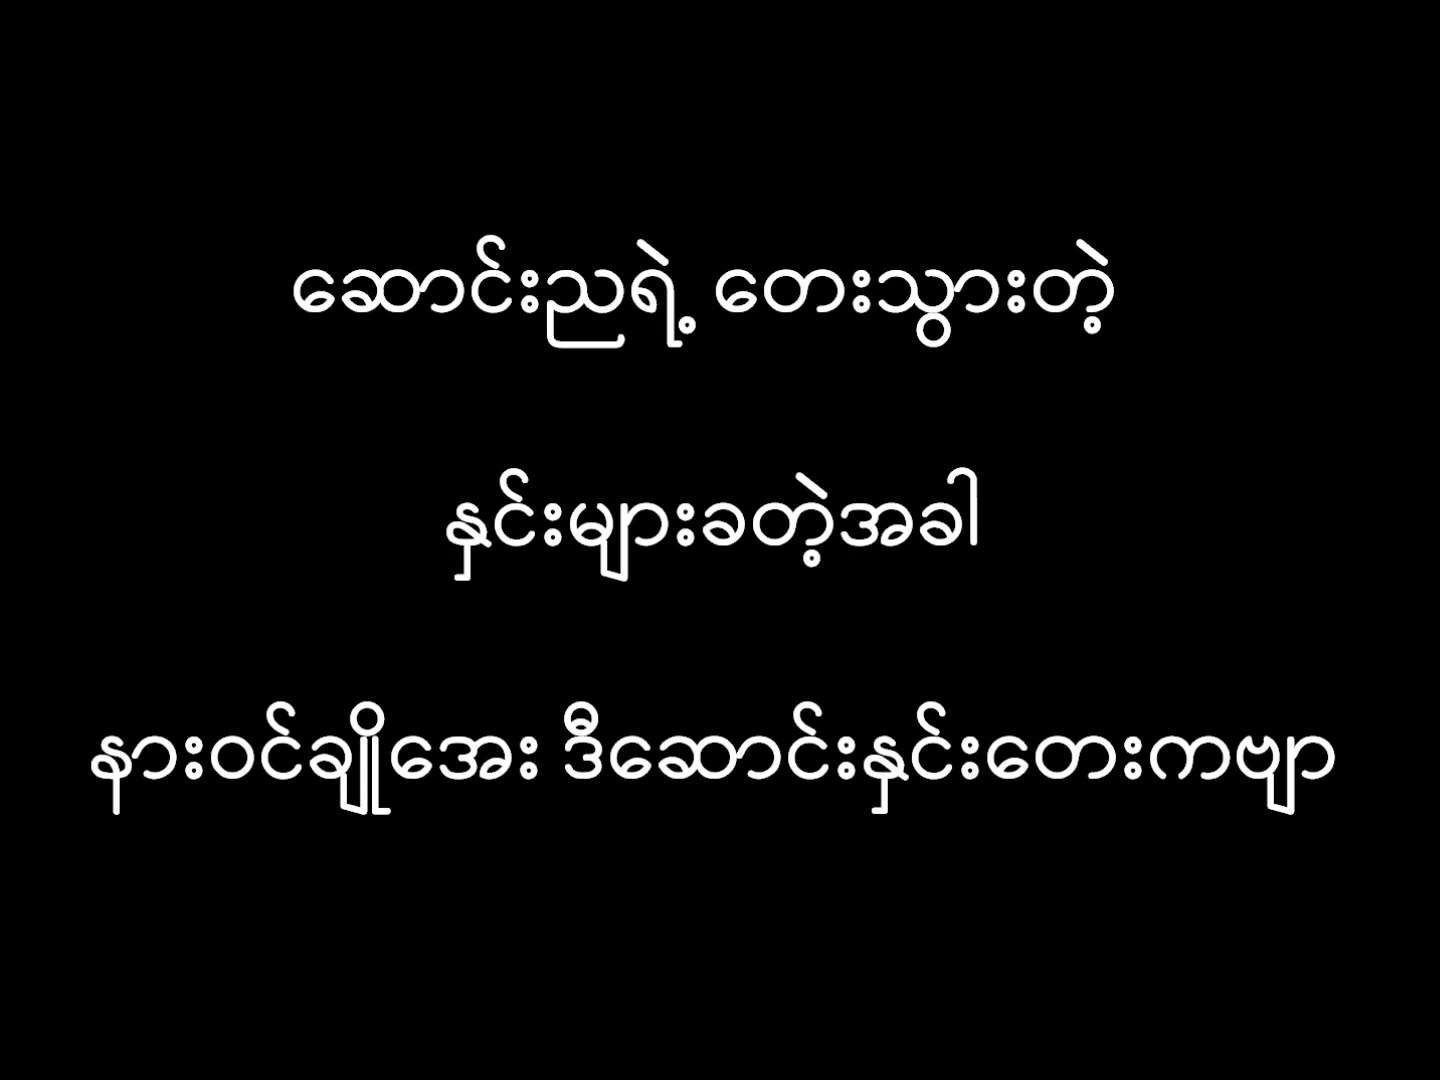 ဆောင်းညရဲ့ တေးသွားတဲ့
နှင်းများခတဲ့အခါ
နားဝင်ချိုအေး ဒီဆောင်းနှင်းတေးကဗျာ